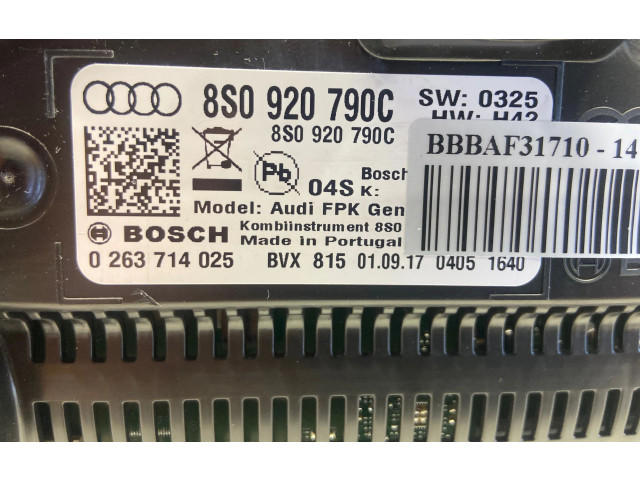 8S0 920 790C SW: 0325
8S0 920 790C HW: H42
BBBAF31710 - 14
Pb Bosch
04S K:
Model: Audi FPK Gen
BOSCH Kombiinstrument 8S0
Made in Portugal
0 263 714 025 BVX 815 01.09.17 0405 1640